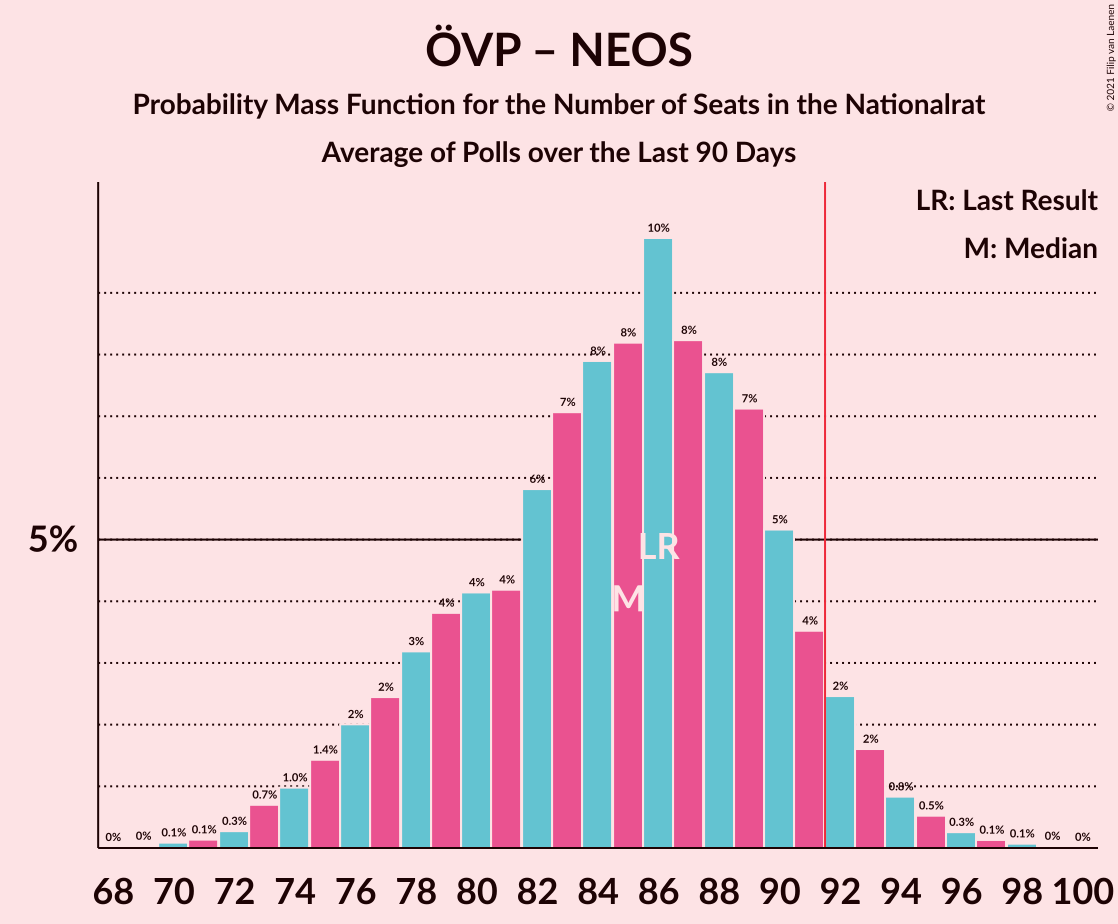 ÖVP – NEOS
Probability Mass Function for the Number of Seats in the Nationalrat
Average of Polls over the Last 90 Days
© 2021 Filip van Laenen
LR: Last Result
M: Median
5%
0% 0% 0.1% 0.1% 0.3% 0.7% 1.0% 1.4% 2% 2% 3% 4% 4% 4% 6% 7% 8% 8% 10% 8% 8% 7% 5% 4% 2% 2% 0.8% 0.5% 0.3% 0.1% 0.1% 0% 0%
LR
M
68 70 72 74 76 78 80 82 84 86 88 90 92 94 96 98 100